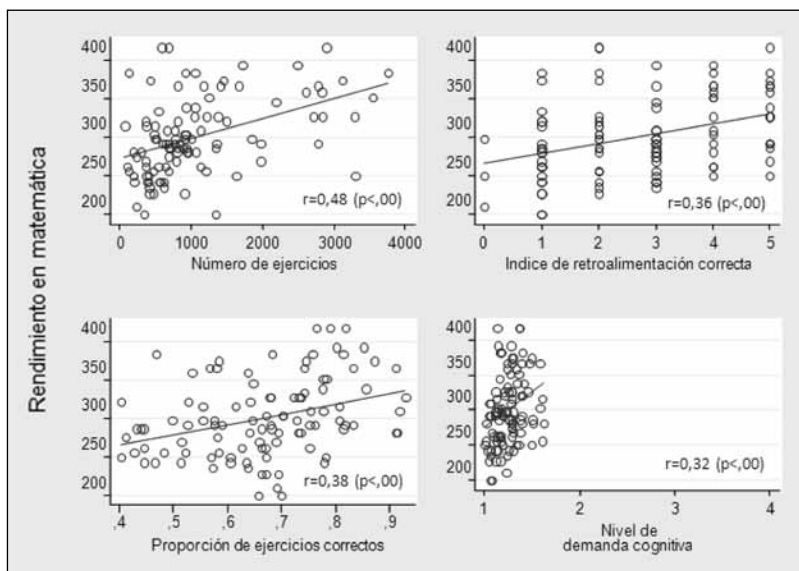 Rendimiento en matemática
400
350
300
250
200
0 1000 2000 3000 4000
Número de ejercicios
r=0,48 (p<,00)
400
350
300
250
200
0 1 2 3 4 5
Indice de retroalimentación correcta
r=0,36 (p<,00)
400
350
300
250
200
,4 ,5 ,6 ,7 ,8 ,9
Proporción de ejercicios correctos
r=0,38 (p<,00)
400
350
300
250
200
1 2 3 4
Nivel de
demanda cognitiva
r=0,32 (p<,00)